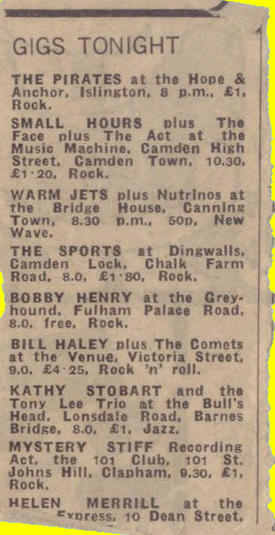 GIGS TONIGHT
THE PIRATES at the Hope &
Anchor, Islington, 8 p.m., £1,
Rock.
SMALL HOURS plus The
Face plus The Act at the
Music Machine, Camden High
Street, Camden Town, 10.30,
£1·20, Rock.
WARM JETS plus Nutrinos at
the Bridge House, Canning
Town, 8.30 p.m., 50p, New
Wave.
THE SPORTS at Dingwalls,
Camden Lock, Chalk Farm
Road, 8.0, £1·80, Rock.
BOBBY HENRY at the Grey-
hound, Fulham Palace Road,
8.0, free, Rock.
BILL HALEY plus The Comets
at the Venue, Victoria Street,
9.0, £4·25, Rock 'n' roll.
KATHY STOBART and the
Tony Lee Trio at the Bull's
Head, Lonsdale Road, Barnes
Bridge, 8.0, £1, Jazz.
MYSTERY STIFF Recording
Act, the 101 Club, 101 St.
Johns Hill, Clapham, 9.30, £1,
Rock.
HELEN MERRILL at the
Express, 10 Dean Street,